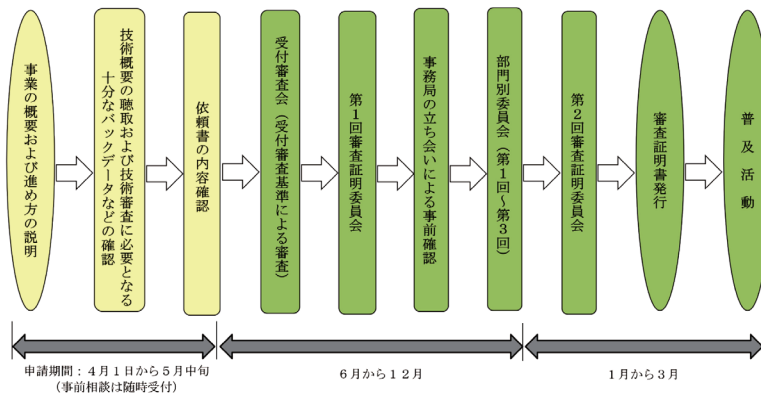 事業の概要および進め方の説明
技術概要の聴取および技術審査に必要となる
十分なバックデータなどの確認
依頼書の内容確認
受付審査会（受付審査基準による審査）
第１回審査証明委員会
事務局の立ち会いによる事前確認
部門別委員会（第１回～第３回）
第２回審査証明委員会
審査証明書発行
普及活動
申請期間：４月１日から５月中旬
（事前相談は随時受付）
６月から１２月
１月から３月